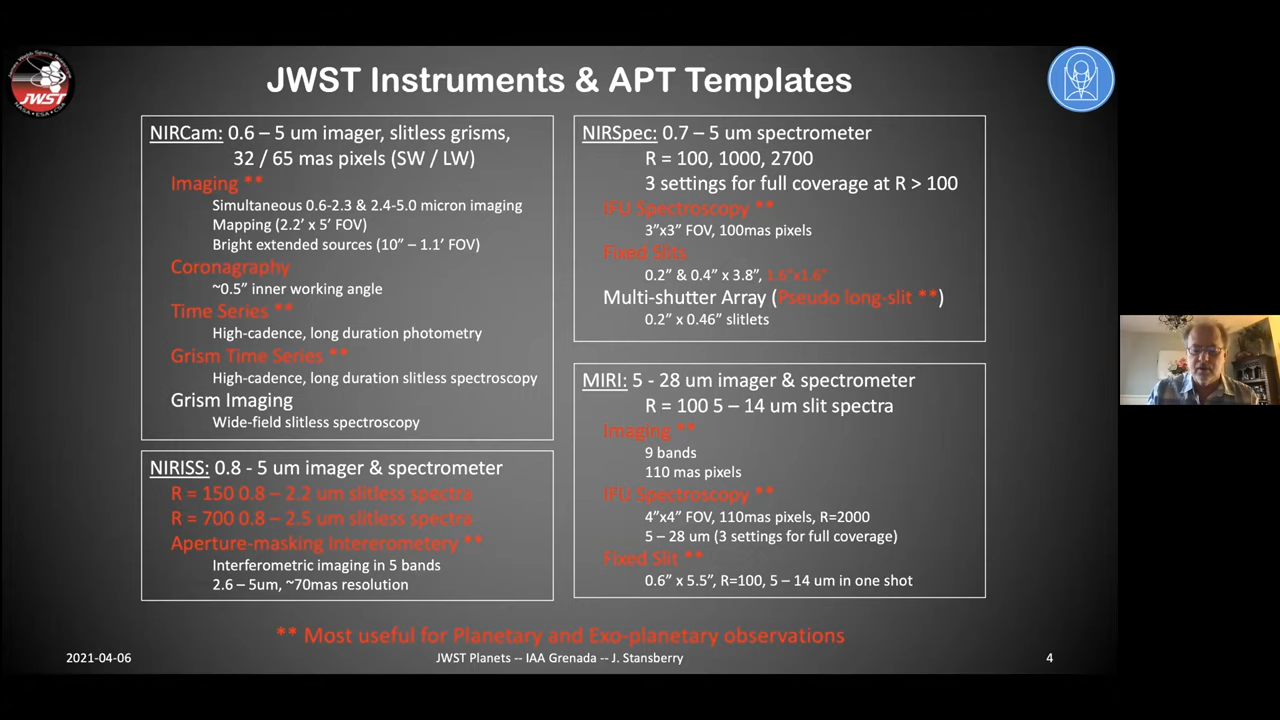 JWST Instruments & APT Templates
JWST
NIRCam: 0.6 – 5 um imager, slitless grisms,
32 / 65 mas pixels (SW / LW)
Imaging **
Simultaneous 0.6-2.3 & 2.4-5.0 micron imaging
Mapping (2.2’ x 5’ FOV)
Bright extended sources (10” – 1.1’ FOV)
Coronagraphy
~0.5” inner working angle
Time Series **
High-cadence, long duration photometry
Grism Time Series **
High-cadence, long duration slitless spectroscopy
Grism Imaging
Wide-field slitless spectroscopy
NIRISS: 0.8 - 5 um imager & spectrometer
R = 150 0.8 – 2.2 um slitless spectra
R = 700 0.8 – 2.5 um slitless spectra
Aperture-masking Intererometery **
Interferometric imaging in 5 bands
2.6 – 5um, ~70mas resolution
NIRSpec: 0.7 – 5 um spectrometer
R = 100, 1000, 2700
3 settings for full coverage at R > 100
IFU Spectroscopy **
3”x3” FOV, 100mas pixels
Fixed Slits
0.2” & 0.4” x 3.8”, 1.6”x1.6”
Multi-shutter Array (Pseudo long-slit **)
0.2” x 0.46” slitlets
MIRI: 5 - 28 um imager & spectrometer
R = 100 5 – 14 um slit spectra
Imaging **
9 bands
110 mas pixels
IFU Spectroscopy **
4”x4” FOV, 110mas pixels, R=2000
5 – 28 um (3 settings for full coverage)
Fixed Slit **
0.6” x 5.5”, R=100, 5 – 14 um in one shot
** Most useful for Planetary and Exo-planetary observations
2021-04-06
JWST Planets -- IAA Grenada -- J. Stansberry
4